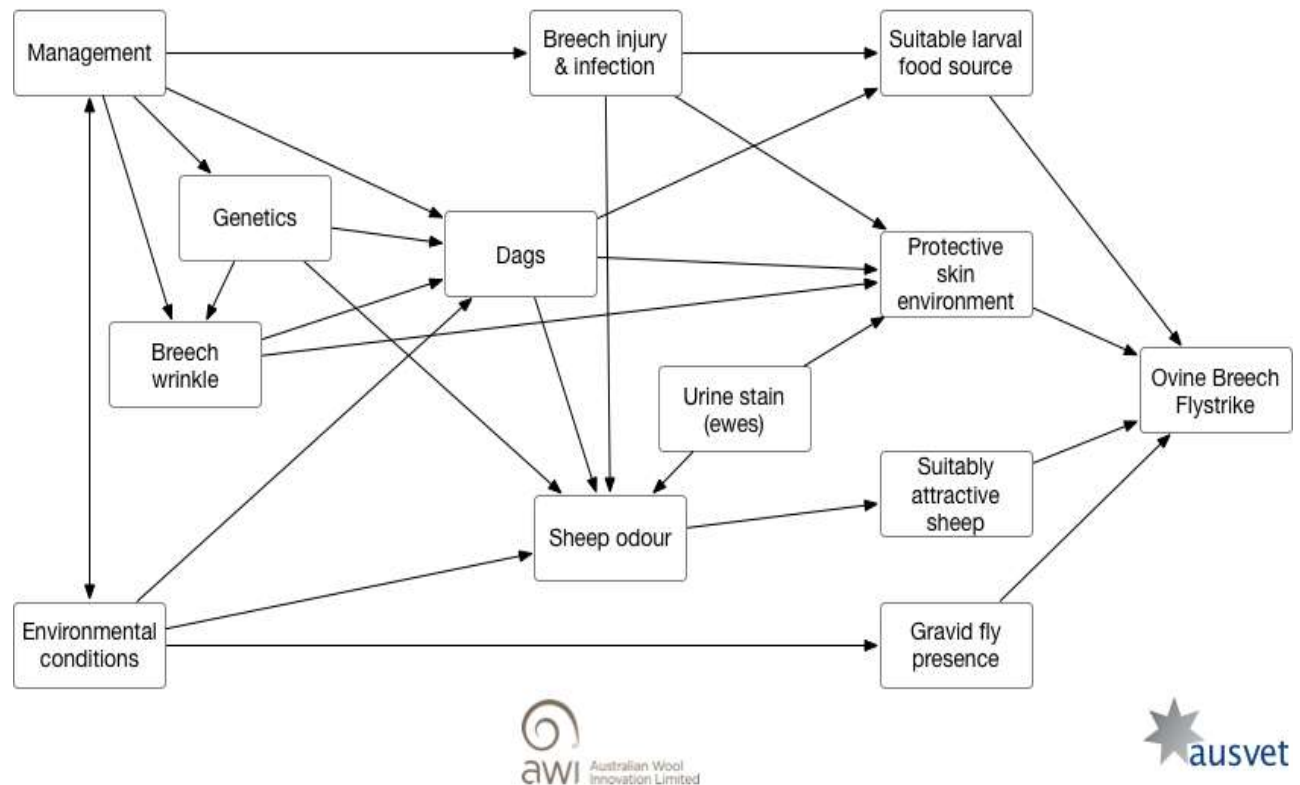 Management
Breech injury
& infection
Suitable larval
food source
Genetics
Dags
Protective
skin
environment
Breech
wrinkle
Urine stain
(ewes)
Ovine Breech
Flystrike
Suitably
attractive
sheep
Sheep odour
Environmental
conditions
Gravid fly
presence
awi
Australian Wool
Innovation Limited
ausvet